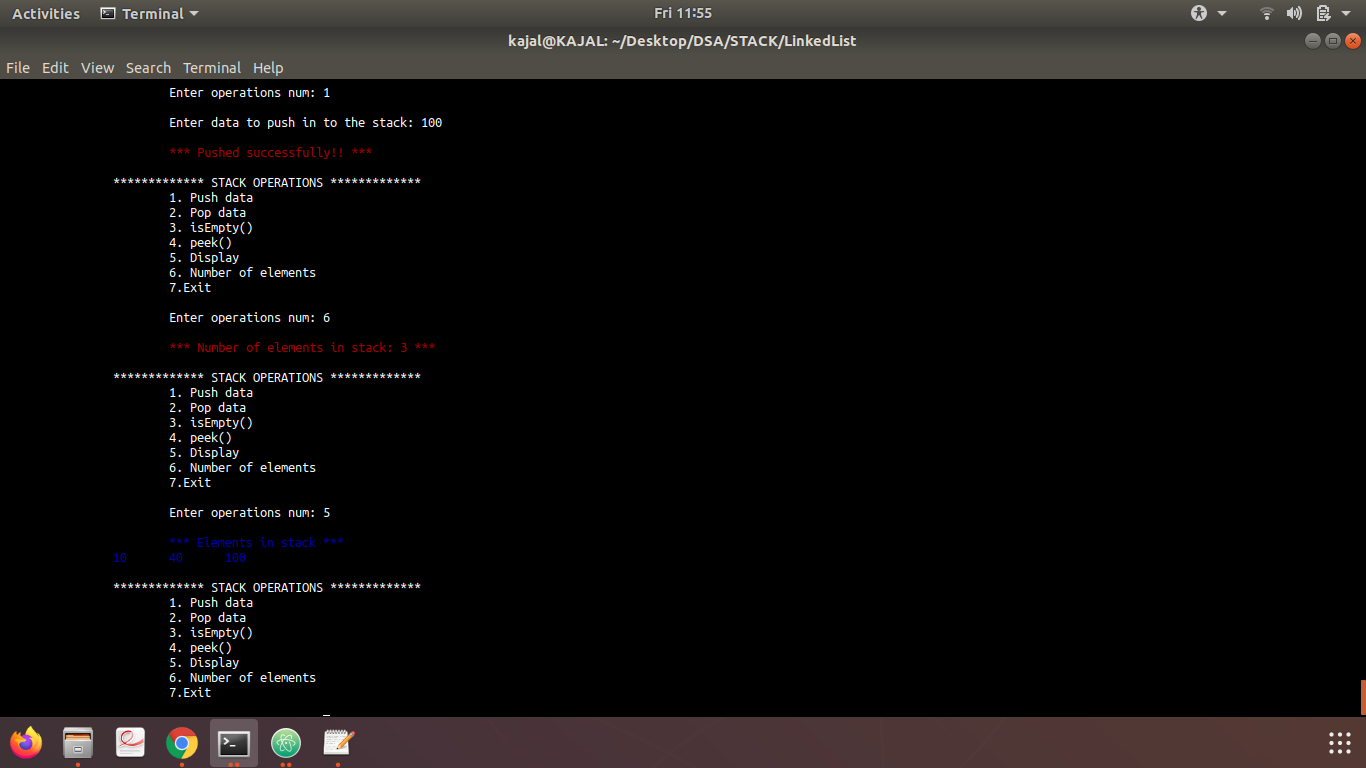 Activities Terminal Fri 11:55
kajal@KAJAL: ~/Desktop/DSA/STACK/LinkedList
File Edit View Search Terminal Help
Enter operations num: 1
Enter data to push in to the stack: 100
*** Pushed successfully!! ***
************* STACK OPERATIONS *************
1. Push data
2. Pop data
3. isEmpty()
4. peek()
5. Display
6. Number of elements
7.Exit
Enter operations num: 6
*** Number of elements in stack: 3 ***
************* STACK OPERATIONS *************
1. Push data
2. Pop data
3. isEmpty()
4. peek()
5. Display
6. Number of elements
7.Exit
Enter operations num: 5
*** Elements in stack ***
10 40 100
************* STACK OPERATIONS *************
1. Push data
2. Pop data
3. isEmpty()
4. peek()
5. Display
6. Number of elements
7.Exit